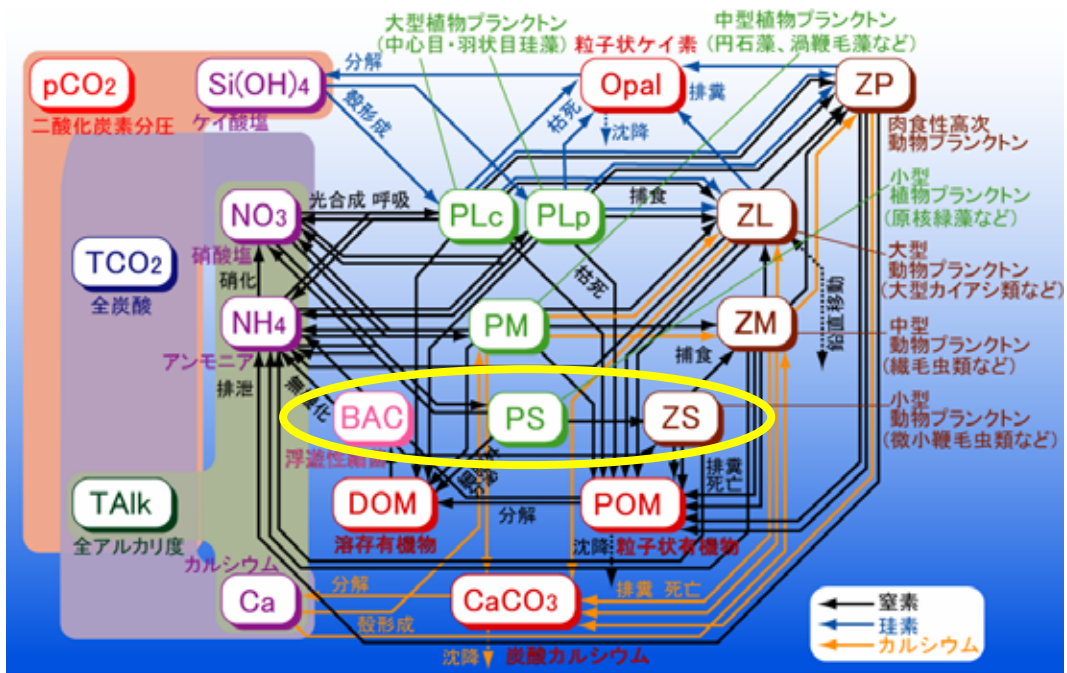 大型植物プランクトン
(中心目・羽状目珪藻)
中型植物プランクトン
(円石藻、渦鞭毛藻など)
粒子状ケイ素
分解
pCO2
二酸化炭素分圧
Si(OH)4
ケイ酸塩
Opal
排糞
ZP
肉食性高次
動物プランクトン
殻形成
枯死
沈降
小型
植物プランクトン
(原核緑藻など)
光合成 呼吸
捕食
NO3
硝酸塩
PLc
PLp
ZL
TCO2
全炭酸
硝化
枯死
大型
動物プランクトン
(大型カイアシ類など)
鉛直移動
NH4
アンモニア
PM
ZM
中型
動物プランクトン
(繊毛虫類など)
排泄
無機化
捕食
BAC
PS
ZS
小型
動物プランクトン
(微小鞭毛虫類など)
浮遊性細菌
排糞
死亡
TAlk
全アルカリ度
DOM
溶存有機物
分解
POM
沈降
粒子状有機物
カルシウム
Ca
分解
殻形成
CaCO3
排糞 死亡
沈降
炭酸カルシウム
窒素
珪素
カルシウム